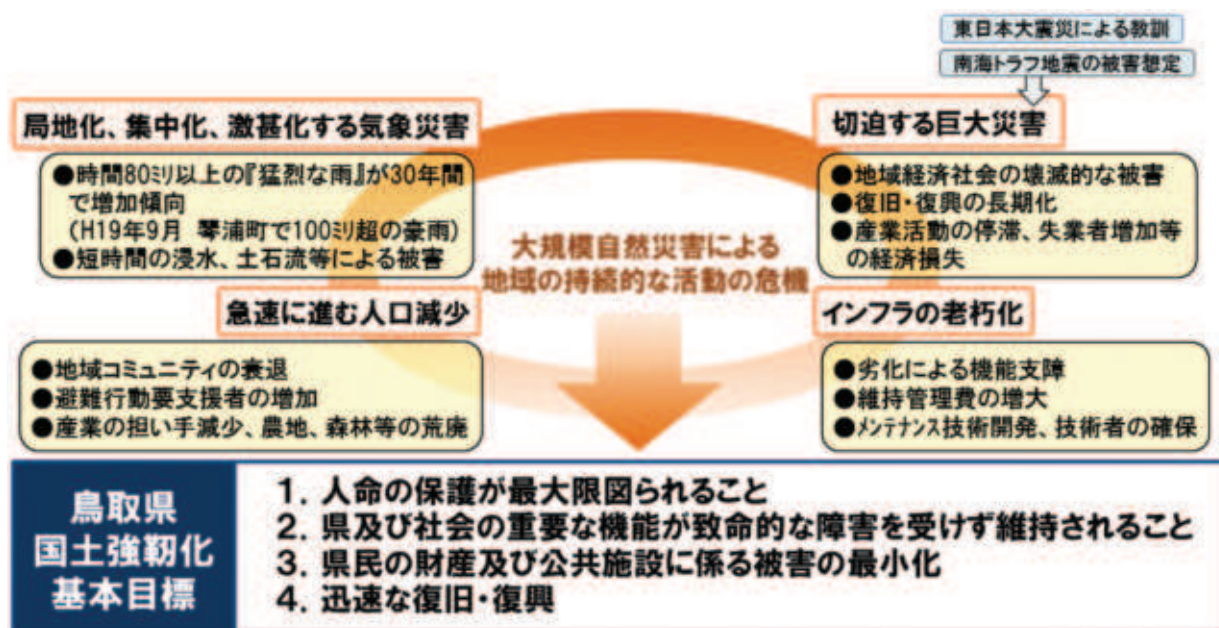 東日本大震災による教訓
南海トラフ地震の被害想定
局地化、集中化、激甚化する気象災害
●時間80ミリ以上の『猛烈な雨』が30年間
で増加傾向
(H19年9月 琴浦町で100ミリ超の豪雨)
●短時間の浸水、土石流等による被害
切迫する巨大災害
●地域経済社会の壊滅的な被害
●復旧・復興の長期化
●産業活動の停滞、失業者増加等
の経済損失
大規模自然災害による
地域の持続的な活動の危機
急速に進む人口減少
●地域コミュニティの衰退
●避難行動要支援者の増加
●産業の担い手減少、農地、森林等の荒廃
インフラの老朽化
●劣化による機能支障
●維持管理費の増大
●メンテナンス技術開発、技術者の確保
鳥取県
国土強靭化
基本目標
1. 人命の保護が最大限図られること
2. 県及び社会の重要な機能が致命的な障害を受けず維持されること
3. 県民の財産及び公共施設に係る被害の最小化
4. 迅速な復旧・復興